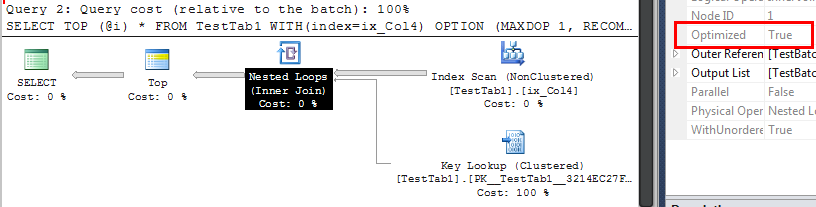 Query 2: Query cost (relative to the batch): 100%
SELECT TOP (@i) * FROM TestTab1 WITH(index=ix_Col4) OPTION (MAXDOP 1, RECOM...
SELECT
Cost: 0 %
Top
Cost: 0 %
Nested Loops
(Inner Join)
Cost: 0 %
Index Scan (NonClustered)
[TestTab1].[ix_Col4]
Cost: 0 %
Key Lookup (Clustered)
[TestTab1].[PK__TestTab1__3214EC27F…
Cost: 100 %
Node ID 1
Optimized True
Outer Referen [TestBatc
Output List [TestBatc
Parallel False
Physical Oper Nested Lo
WithUnordere True